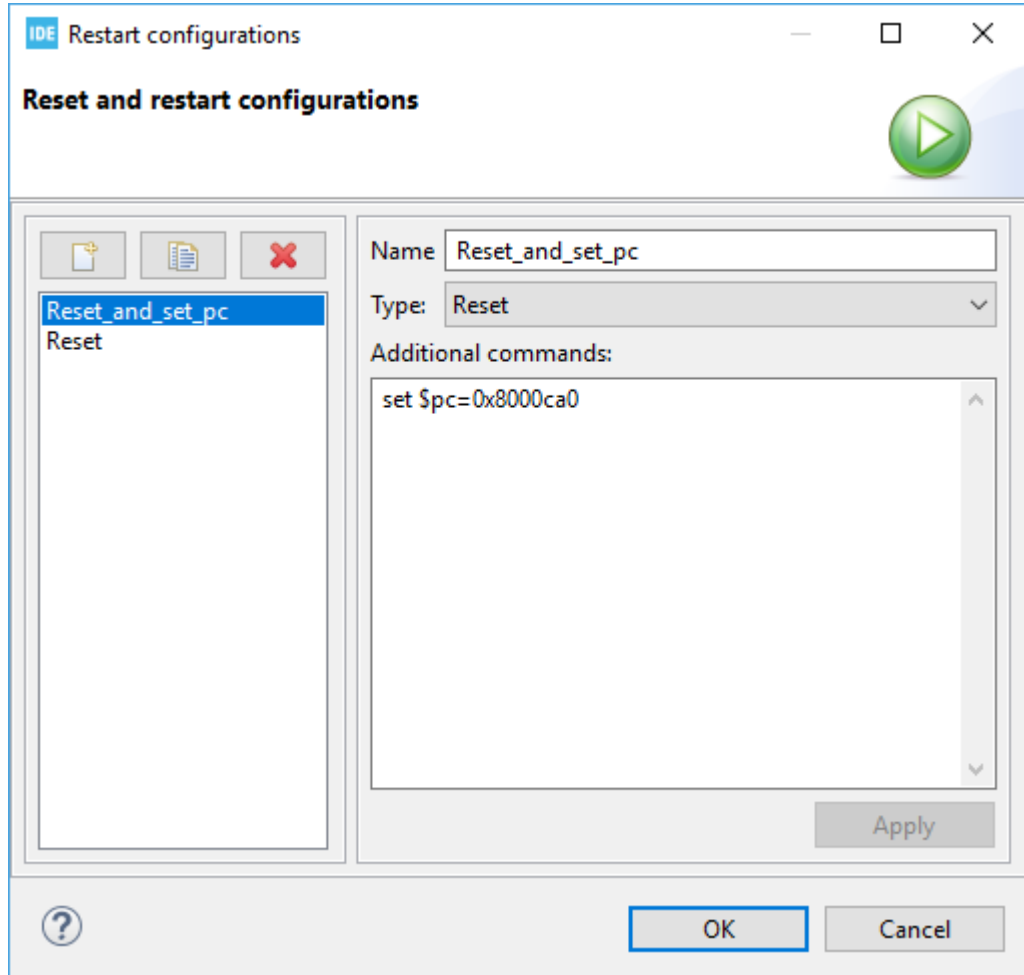 IDE Restart configurations
Reset and restart configurations
Name Reset_and_set_pc
Type: Reset
Additional commands:
set $pc=0x8000ca0
Reset_and_set_pc
Reset
Apply
?
OK Cancel